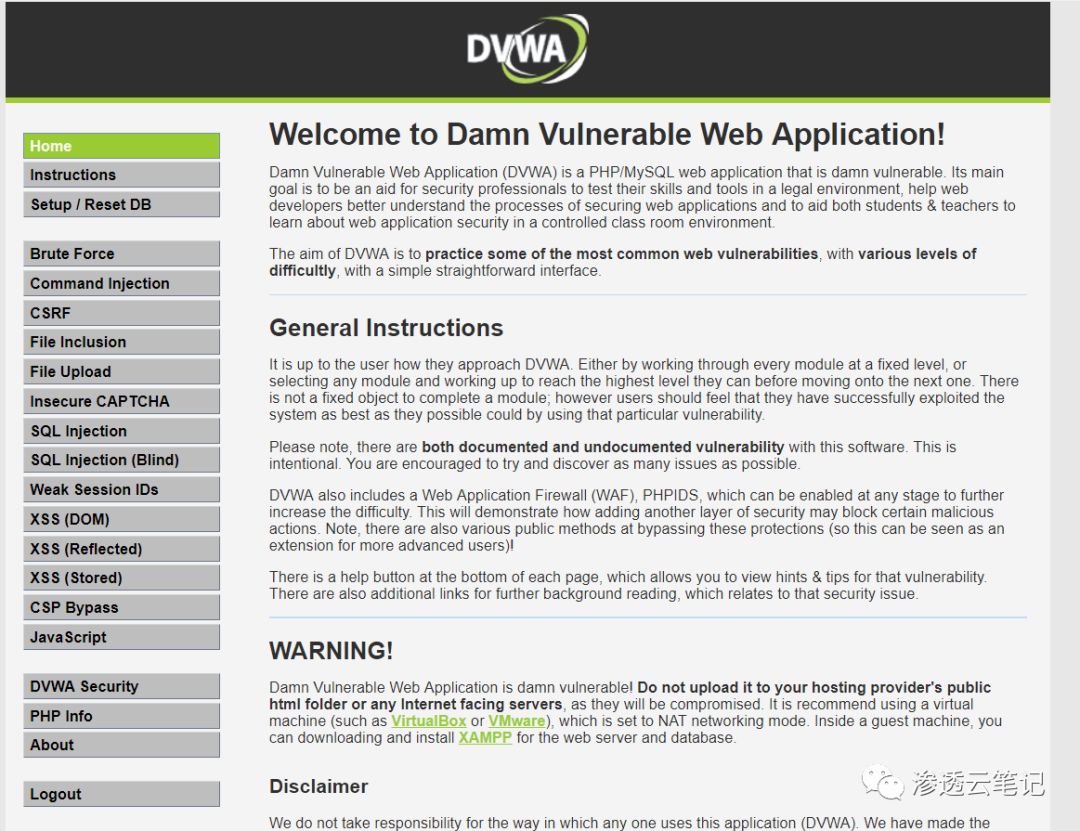 DVWA
Home
Instructions
Setup / Reset DB
Brute Force
Command Injection
CSRF
File Inclusion
File Upload
Insecure CAPTCHA
SQL Injection
SQL Injection (Blind)
Weak Session IDs
XSS (DOM)
XSS (Reflected)
XSS (Stored)
CSP Bypass
JavaScript
DVWA Security
PHP Info
About
Logout
Welcome to Damn Vulnerable Web Application!
Damn Vulnerable Web Application (DVWA) is a PHP/MySQL web application that is damn vulnerable. Its main
goal is to be an aid for security professionals to test their skills and tools in a legal environment, help web
developers better understand the processes of securing web applications and to aid both students & teachers to
learn about web application security in a controlled class room environment.
The aim of DVWA is to practice some of the most common web vulnerabilities, with various levels of
difficultly, with a simple straightforward interface.
General Instructions
It is up to the user how they approach DVWA. Either by working through every module at a fixed level, or
selecting any module and working up to reach the highest level they can before moving onto the next one. There
is not a fixed object to complete a module; however users should feel that they have successfully exploited the
system as best as they possible could by using that particular vulnerability.
Please note, there are both documented and undocumented vulnerability with this software. This is
intentional. You are encouraged to try and discover as many issues as possible.
DVWA also includes a Web Application Firewall (WAF), PHPIDS, which can be enabled at any stage to further
increase the difficulty. This will demonstrate how adding another layer of security may block certain malicious
actions. Note, there are also various public methods at bypassing these protections (so this can be seen as an
extension for more advanced users)!
There is a help button at the bottom of each page, which allows you to view hints & tips for that vulnerability.
There are also additional links for further background reading, which relates to that security issue.
WARNING!
Damn Vulnerable Web Application is damn vulnerable! Do not upload it to your hosting provider's public
html folder or any Internet facing servers, as they will be compromised. It is recommend using a virtual
machine (such as VirtualBox or VMware), which is set to NAT networking mode. Inside a guest machine, you
can downloading and install XAMPP for the web server and database.
Disclaimer
We do not take responsibility for the way in which any one uses this application (DVWA). We have made the
渗透云笔记